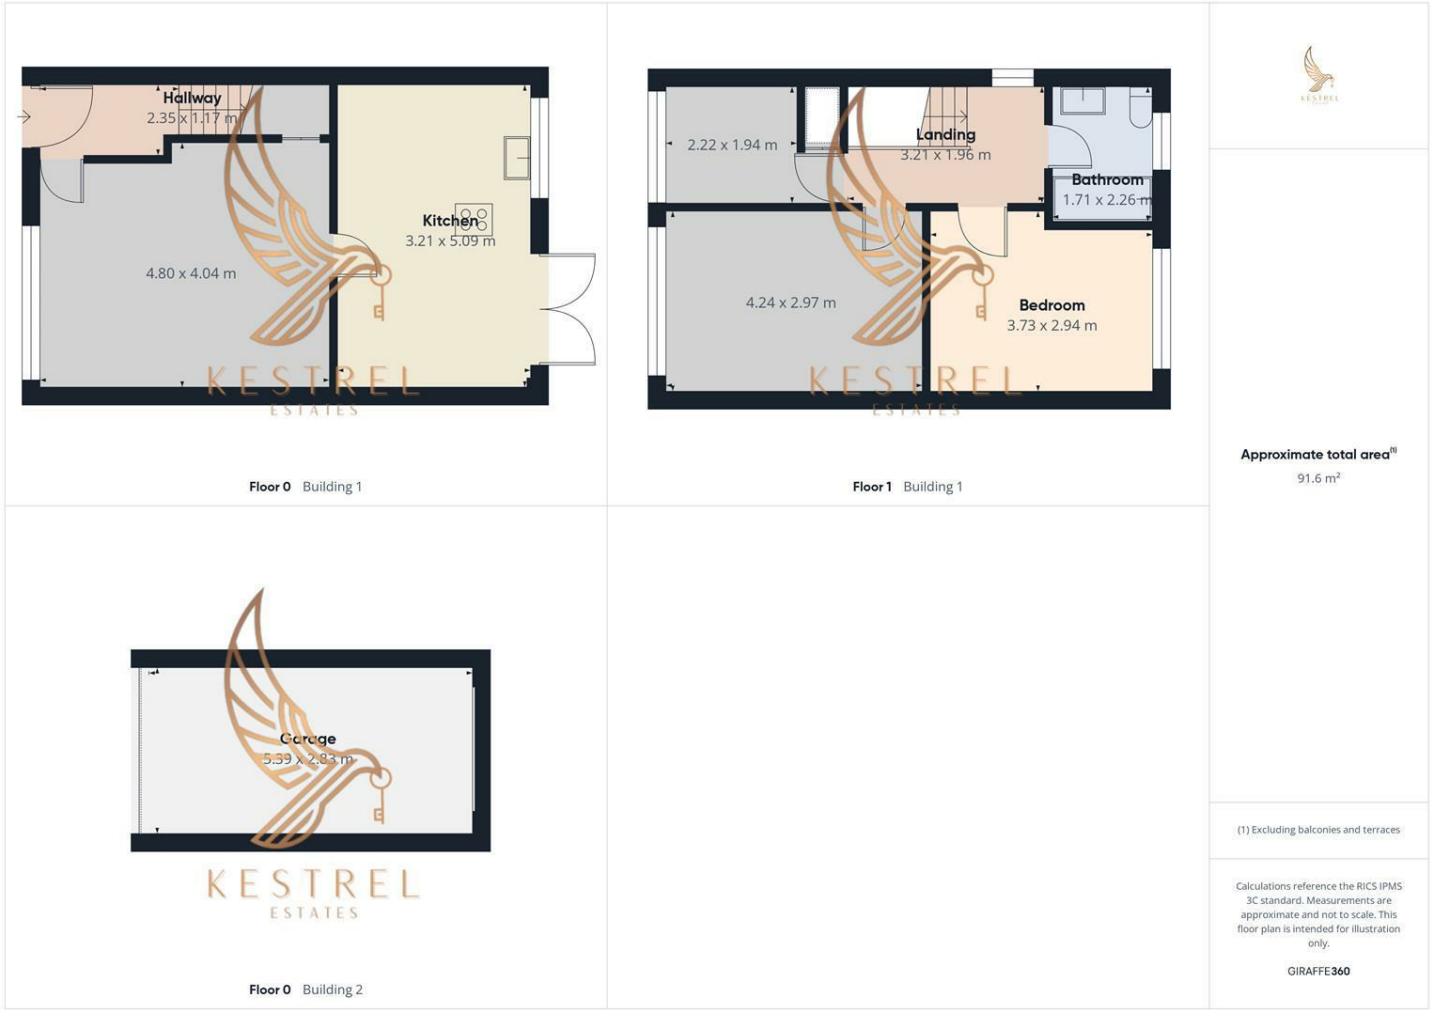 Hallway
2.35 x 1.17 m
4.80 x 4.04 m
Kitchen
3.21 x 5.09 m
KESTREL
ESTATES
Floor 0 Building 1
2.22 x 1.94 m
Landing
3.21 x 1.96 m
Bathroom
1.71 x 2.26 m
4.24 x 2.97 m
Bedroom
3.73 x 2.94 m
KESTREL
ESTATES
Floor 1 Building 1
Garage
5.39 x 2.83 m
KESTREL
ESTATES
Floor 0 Building 2
KESTREL
Approximate total area(1)
91.6 m²
(1) Excluding balconies and terraces
Calculations reference the RICS IPMS
3C standard. Measurements are
approximate and not to scale. This
floor plan is intended for illustration
only.
GIRAFFE360